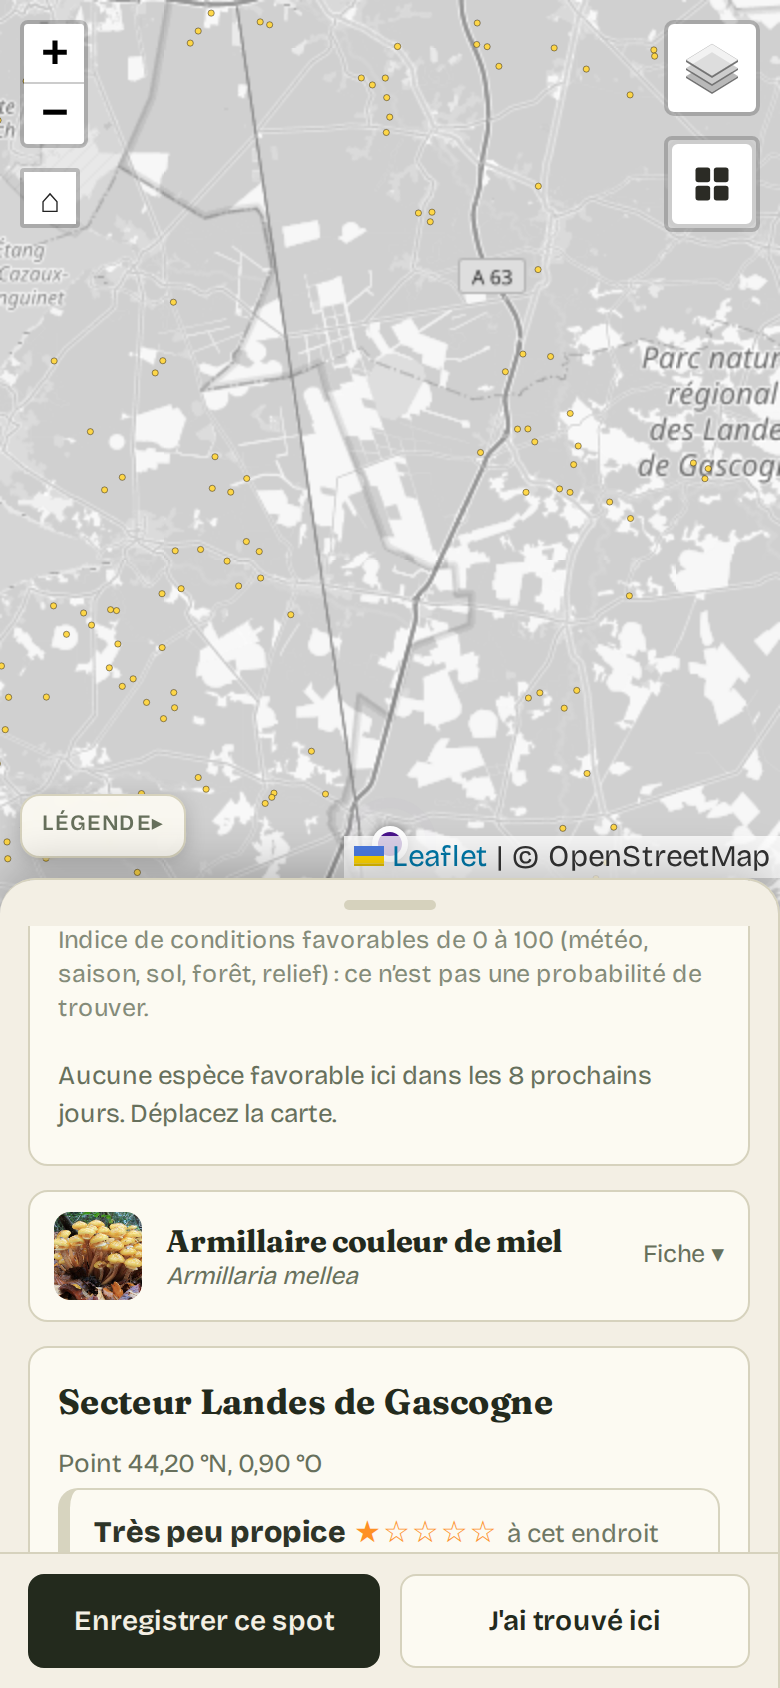 +
−
te
ch
Étang
Cazaux-
nguinet
A 63
Parc natur
régional
des Lande
de Gascogn
LÉGENDE▸
Leaflet | © OpenStreetMap
Indice de conditions favorables de 0 à 100 (météo,
saison, sol, forêt, relief) : ce n'est pas une probabilité de
trouver.
Aucune espèce favorable ici dans les 8 prochains
jours. Déplacez la carte.
Armillaire couleur de miel
Armillaria mellea
Fiche ▾
Secteur Landes de Gascogne
Point 44,20 °N, 0,90 °O
Très peu propice ★☆☆☆☆ à cet endroit
Enregistrer ce spot
J'ai trouvé ici